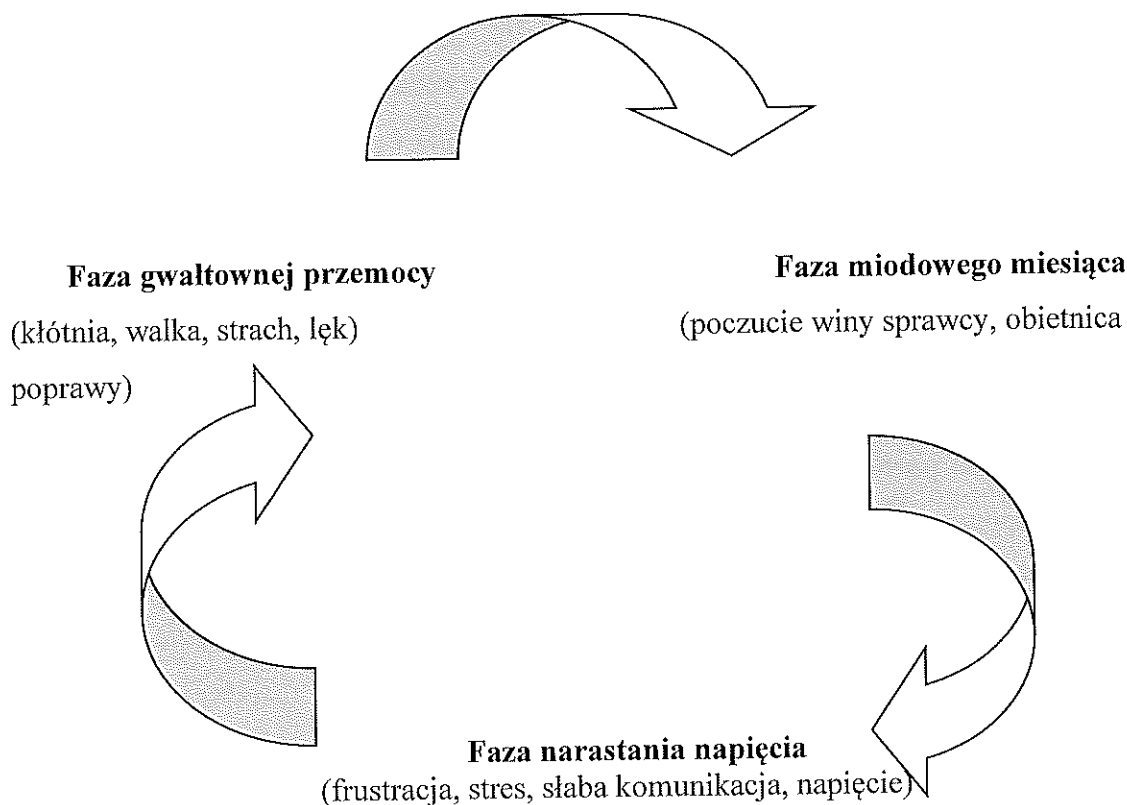 Faza gwałtownej przemocy
Faza miodowego miesiąca
(kłótnia, walka, strach, lęk)
(poczucie winy sprawcy, obietnica
poprawy)
Faza narastania napięcia
(frustracja, stres, słaba komunikacja, napięcie)